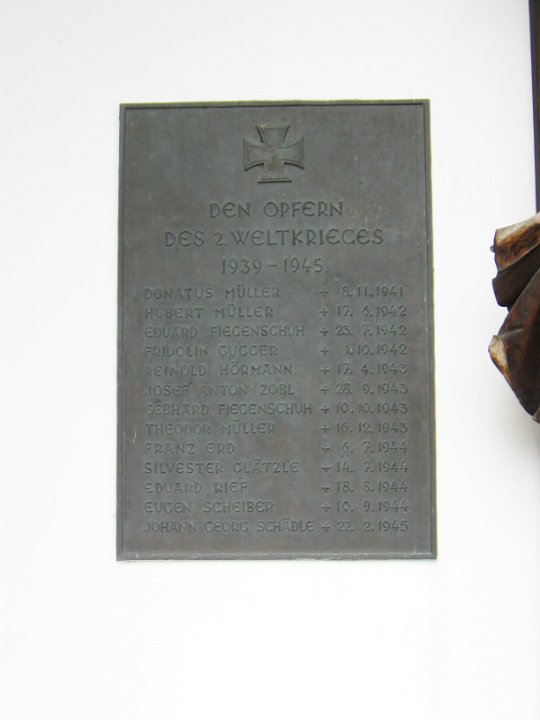 DEN OPFERN
DES 2. WELTKRIEGES
1939 - 1945
DONATUS MÜLLER + 8.11.1941
HUBERT MÜLLER + 17. 6.1942
EDUARD FIEGENSCHUH + 23. 7.1942
FRIDOLIN GUGGER + 1.10.1942
REINOLD HÖRMANN + 17. 4.1943
JOSEF ANTON ZOBL + 28. 9.1943
GEBHARD FIEGENSCHUH + 10.10.1943
THEODOR MÜLLER + 16.12.1943
FRANZ ERD + 6. 7.1944
SILVESTER GLÄTZLE + 14. 7.1944
EDUARD RIEF + 18. 8.1944
EUGEN SCHEIBER + 10. 9.1944
JOHANN GEORG SCHÄDLE + 22. 2.1945